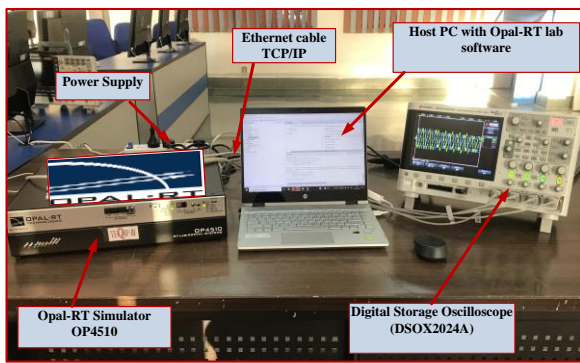 Ethernet cable
TCP/IP
Host PC with Opal-RT lab
software
Power Supply
OPAL-RT
OPAL-RT
TECHNOLOGIES
OP4510
Opal-RT Simulator
OP4510
Digital Storage Oscilloscope
(DSOX2024A)